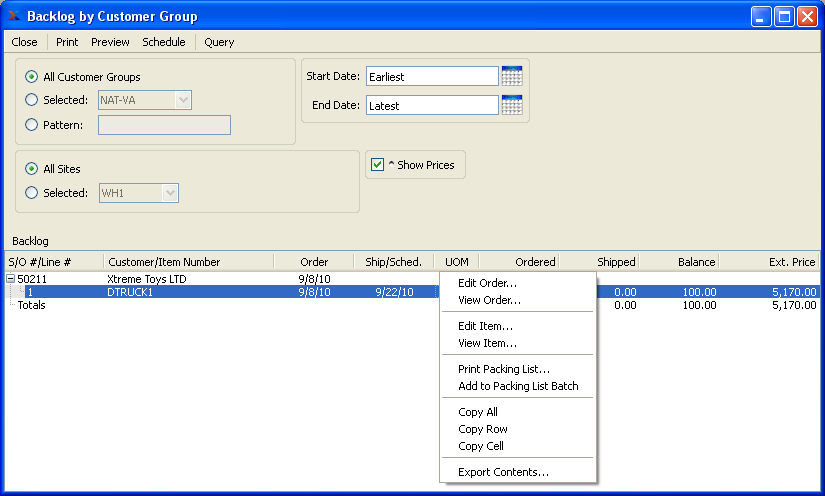 Backlog by Customer Group
Close Print Preview Schedule Query
All Customer Groups
Selected: NAT-VA
Pattern:
Start Date: Earliest
End Date: Latest
All Sites
Selected: WH1
^ Show Prices
Backlog
S/O #/Line # Customer/Item Number Order Ship/Sched. UOM Ordered Shipped Balance Ext. Price
50211 Xtreme Toys LTD 9/8/10
1 DTRUCK1 9/8/10 9/22/10 0.00 100.00 5,170.00
Totals 0.00 100.00 5,170.00
Edit Order...
View Order...
Edit Item...
View Item...
Print Packing List...
Add to Packing List Batch
Copy All
Copy Row
Copy Cell
Export Contents...